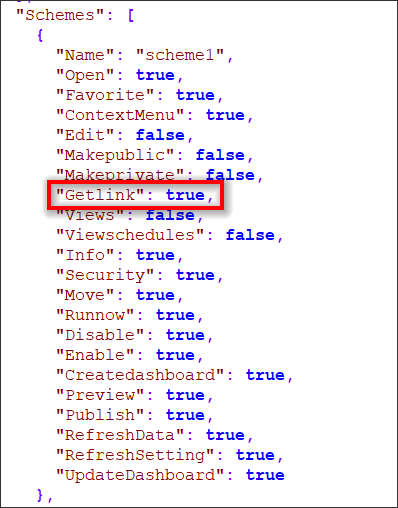 "Schemes": [
{
"Name": "scheme1",
"Open": true,
"Favorite": true,
"ContextMenu": true,
"Edit": false,
"Makepublic": false,
"Makeprivate": false,
"Getlink": true,
"Views": false,
"Viewschedules": false,
"Info": true,
"Security": true,
"Move": true,
"Runnow": true,
"Disable": true,
"Enable": true,
"Createdashboard": true,
"Preview": true,
"Publish": true,
"RefreshData": true,
"RefreshSetting": true,
"UpdateDashboard": true
},